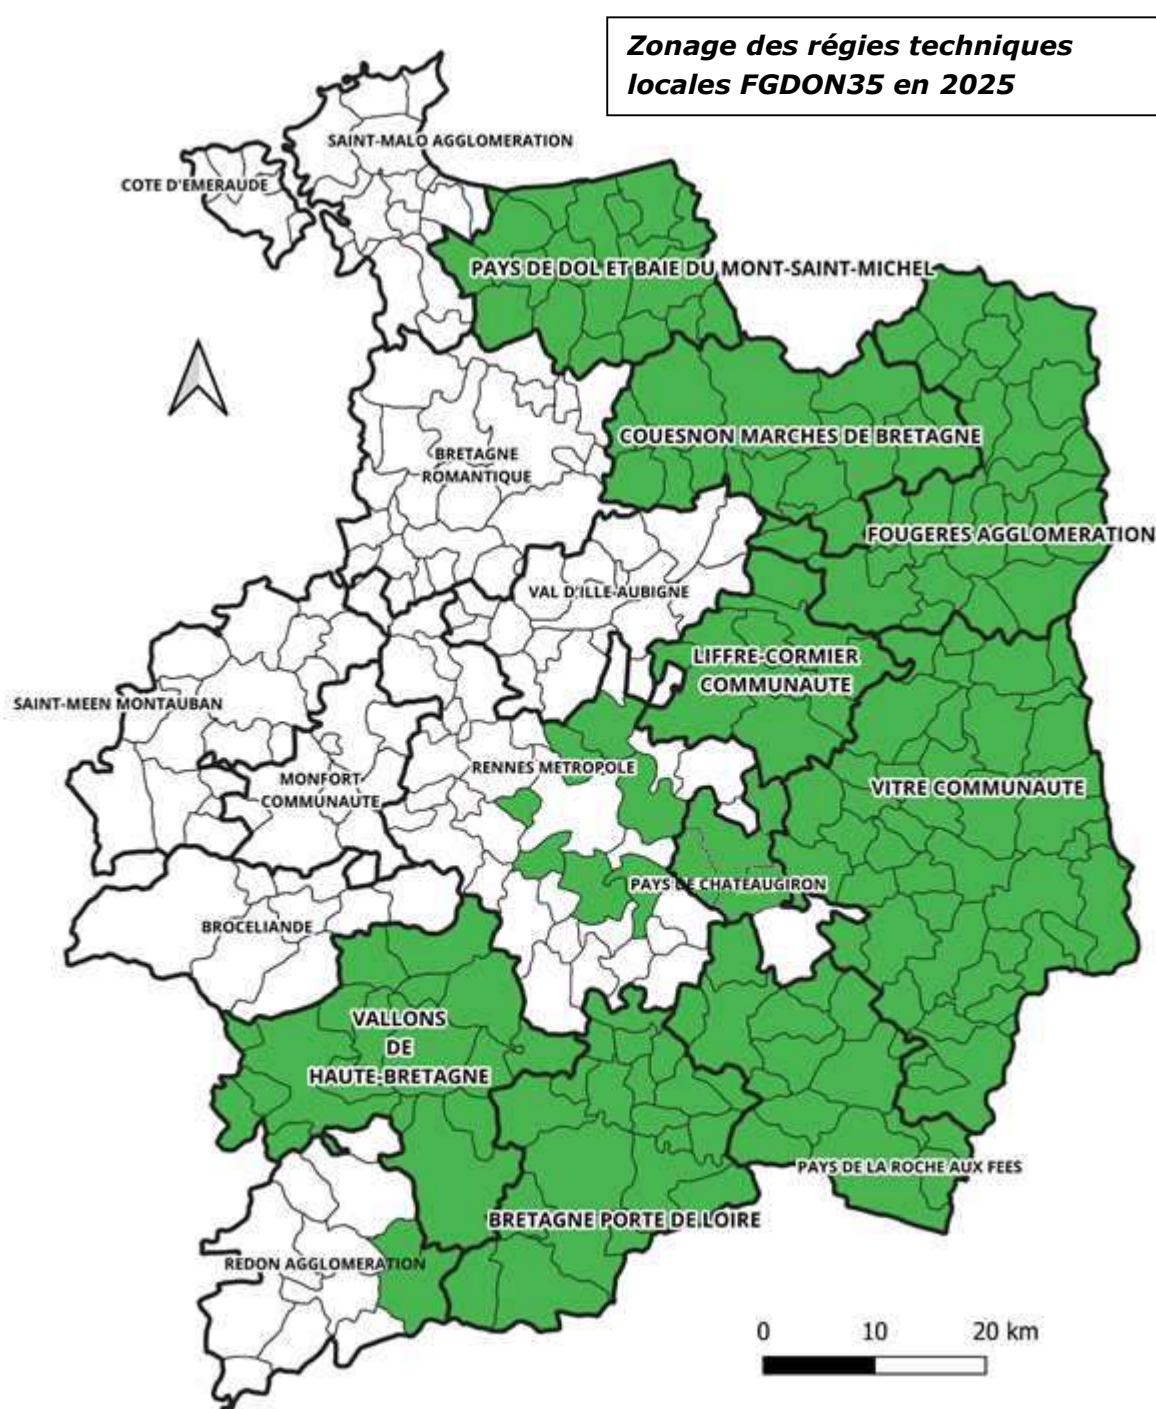 Zonage des régies techniques
locales FGDON35 en 2025
SAINT-MALO AGGLOMERATION
COTE D'EMERAUDE
PAYS DE DOL ET BAIE DU MONT-SAINT-MICHEL
COUESNON MARCHES DE BRETAGNE
BRETAGNE
ROMANTIQUE
FOUGERES AGGLOMERATION
VAL D'ILLE-AUBIGNE
LIFFRE-CORMIER
COMMUNAUTE
SAINT-MEEN MONTAUBAN
RENNES METROPOLE
MONFORT
COMMUNAUTE
VITRE COMMUNAUTE
PAYS DE CHATEAUGIRON
BROCELIANDE
VALLONS
DE
HAUTE-BRETAGNE
PAYS DE LA ROCHE AUX FEES
BRETAGNE PORTE DE LOIRE
REDON AGGLOMERATION
0 10 20 km